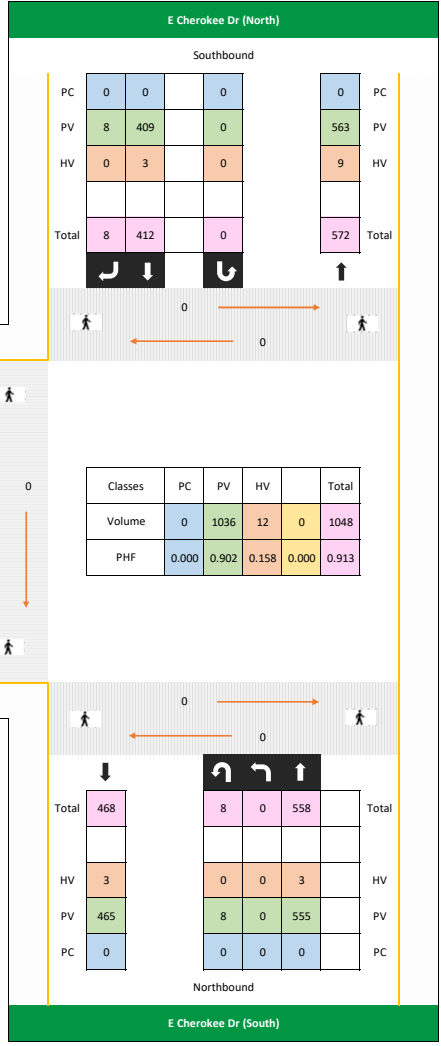 E Cherokee Dr (North)
Southbound
PC 0 0 0 0 PC
PV 8 409 0 563 PV
HV 0 3 0 9 HV
Total 8 412 0 572 Total
0
0
0
Classes PC PV HV Total
Volume 0 1036 12 0 1048
PHF 0.000 0.902 0.158 0.000 0.913
0
0
Total 468 8 0 558 Total
HV 3 0 0 3 HV
PV 465 8 0 555 PV
PC 0 0 0 0 PC
Northbound
E Cherokee Dr (South)